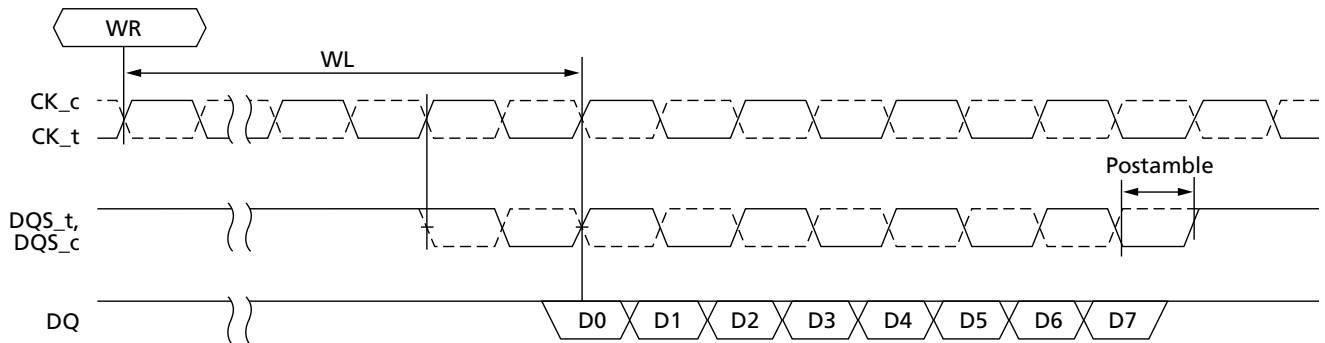 WR
WL
CK_c
CK_t
Postamble
DQS_t,
DQS_c
DQ
D0 D1 D2 D3 D4 D5 D6 D7